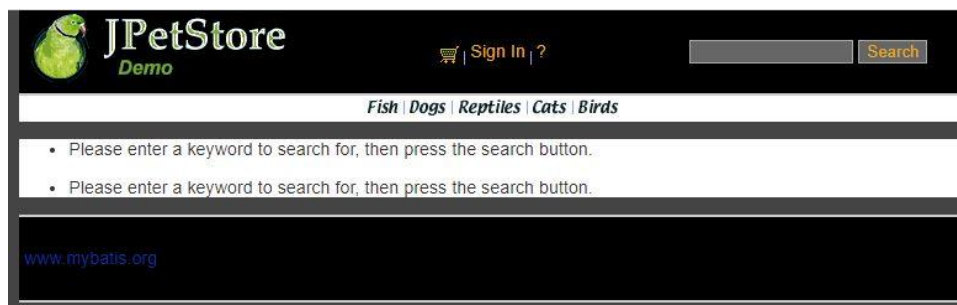 JPetStore
Demo
Sign In | ?
Search
Fish | Dogs | Reptiles | Cats | Birds
• Please enter a keyword to search for, then press the search button.
• Please enter a keyword to search for, then press the search button.
www.mybatis.org